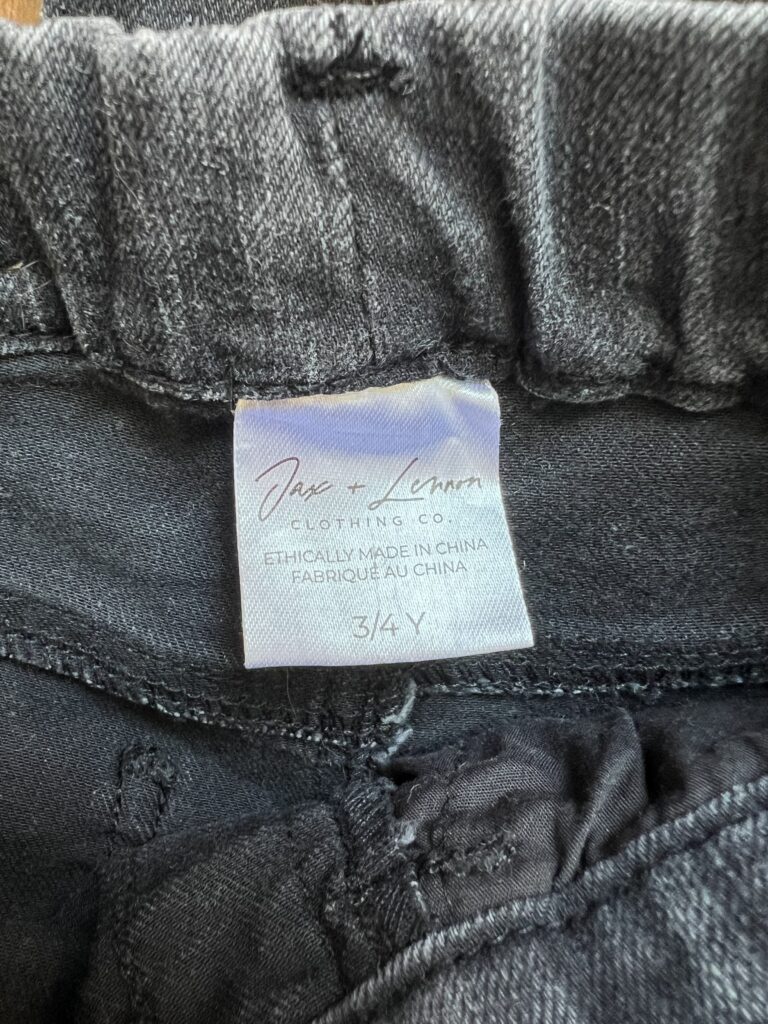 Jax + Lennon
CLOTHING CO.
ETHICALLY MADE IN CHINA
FABRIQUÉ AU CHINA
3/4 Y